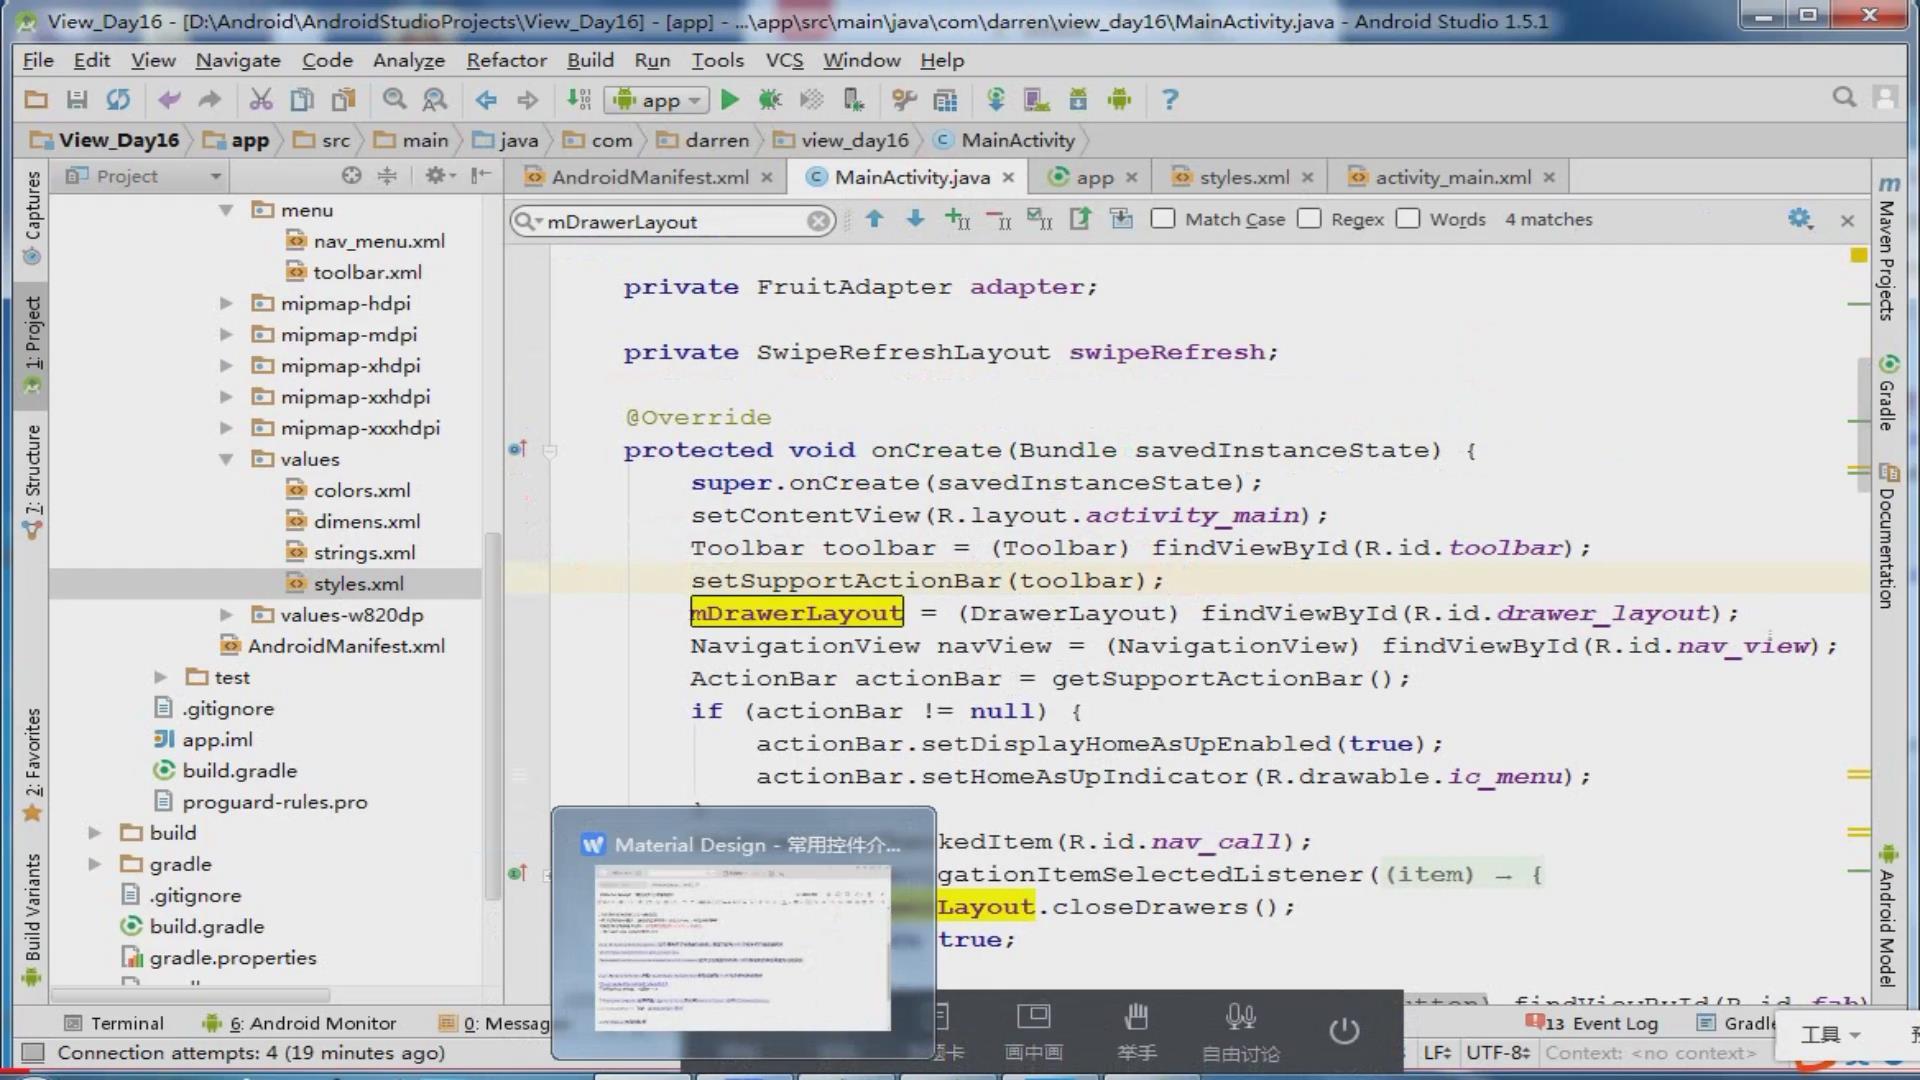 View_Day16 - [D:\Android\AndroidStudioProjects\View_Day16] - [app] - ...\app\src\main\java\com\darren\view_day16\MainActivity.java - Android Studio 1.5.1
File Edit View Navigate Code Analyze Refactor Build Run Tools VCS Window Help
app
View_Day16 app src main java com darren view_day16 MainActivity
Project
AndroidManifest.xml MainActivity.java app styles.xml activity_main.xml
mDrawerLayout Match Case Regex Words 4 matches
Captures
1: Project
7: Structure
2: Favorites
Build Variants
menu
nav_menu.xml
toolbar.xml
mipmap-hdpi
mipmap-mdpi
mipmap-xhdpi
mipmap-xxhdpi
mipmap-xxxhdpi
values
colors.xml
dimens.xml
strings.xml
styles.xml
values-w820dp
AndroidManifest.xml
test
.gitignore
app.iml
build.gradle
proguard-rules.pro
build
gradle
.gitignore
build.gradle
gradle.properties
private FruitAdapter adapter;
private SwipeRefreshLayout swipeRefresh;
@Override
protected void onCreate(Bundle savedInstanceState) {
super.onCreate(savedInstanceState);
setContentView(R.layout.activity_main);
Toolbar toolbar = (Toolbar) findViewById(R.id.toolbar);
setSupportActionBar(toolbar);
mDrawerLayout = (DrawerLayout) findViewById(R.id.drawer_layout);
NavigationView navView = (NavigationView) findViewById(R.id.nav_view);
ActionBar actionBar = getSupportActionBar();
if (actionBar != null) {
actionBar.setDisplayHomeAsUpEnabled(true);
actionBar.setHomeAsUpIndicator(R.drawable.ic_menu);
kedItem(R.id.nav_call);
gationItemSelectedListener((item) → {
Layout.closeDrawers();
true;
findViewById(R.id.fab)
Material Design - 常用控件介...
Maven Projects
Gradle
Documentation
Android Model
Terminal 6: Android Monitor 0: Messag
13 Event Log Gradle
卡 画中画 举手 自由讨论
工具
Connection attempts: 4 (19 minutes ago)
LF UTF-8 Context: <no context>